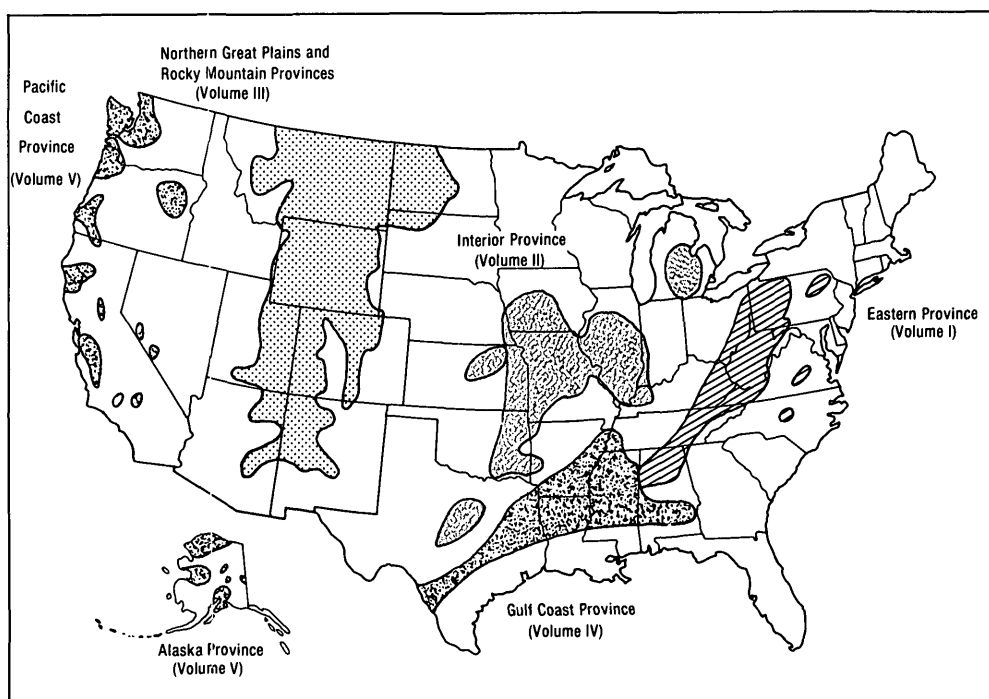 Northern Great Plains and
Rocky Mountain Provinces
(Volume III)
Pacific
Coast
Province
(Volume V)
Interior Province
(Volume II)
Eastern Province
(Volume I)
Gulf Coast Province
(Volume IV)
Alaska Province
(Volume V)